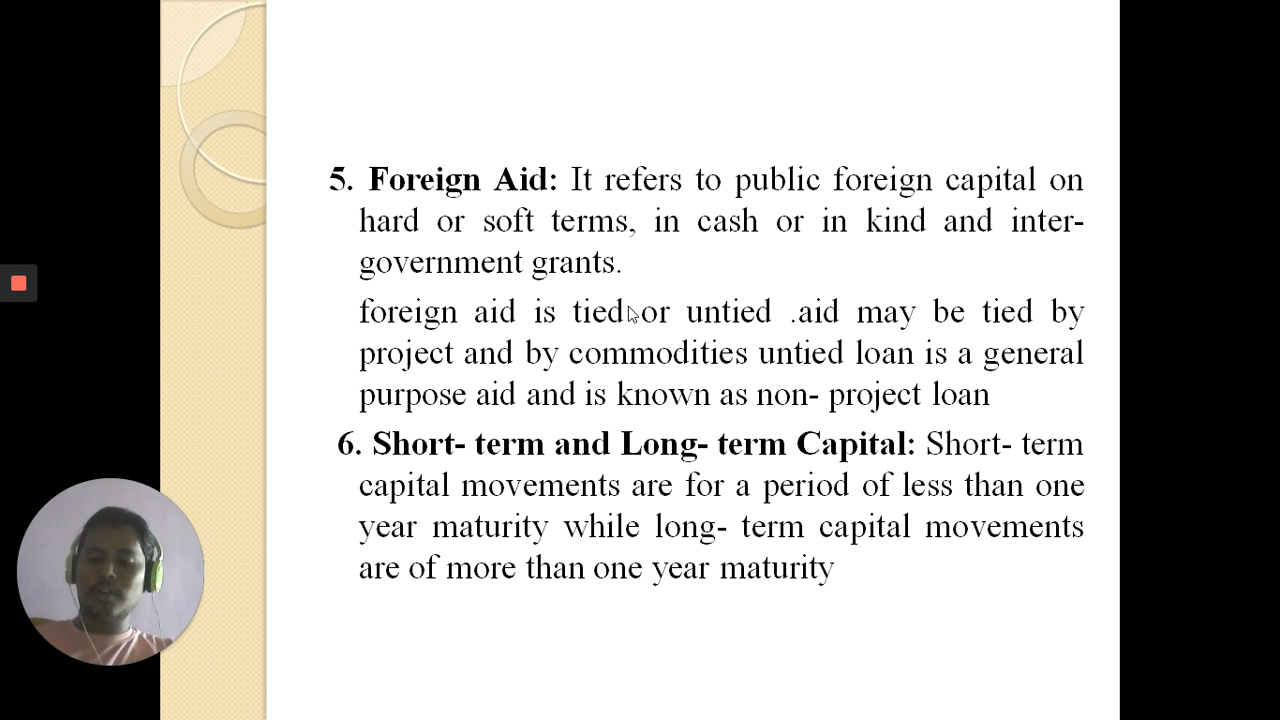 5. Foreign Aid: It refers to public foreign capital on
hard or soft terms, in cash or in kind and inter-
government grants.
foreign aid is tied or untied .aid may be tied by
project and by commodities untied loan is a general
purpose aid and is known as non- project loan
6. Short- term and Long- term Capital: Short- term
capital movements are for a period of less than one
year maturity while long- term capital movements
are of more than one year maturity